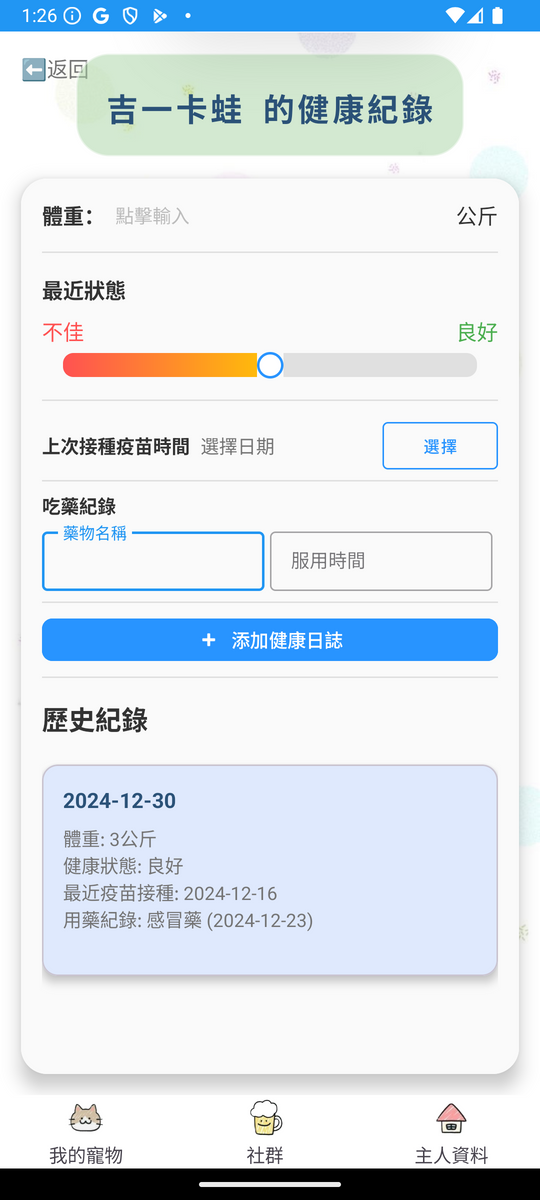 1:26
返回
吉一卡蛙 的健康紀錄
體重： 點擊輸入 公斤
最近狀態
不佳 良好
上次接種疫苗時間 選擇日期 選擇
吃藥紀錄
藥物名稱
服用時間
+ 添加健康日誌
歷史紀錄
2024-12-30
體重: 3公斤
健康狀態: 良好
最近疫苗接種: 2024-12-16
用藥紀錄: 感冒藥 (2024-12-23)
我的寵物 社群 主人資料